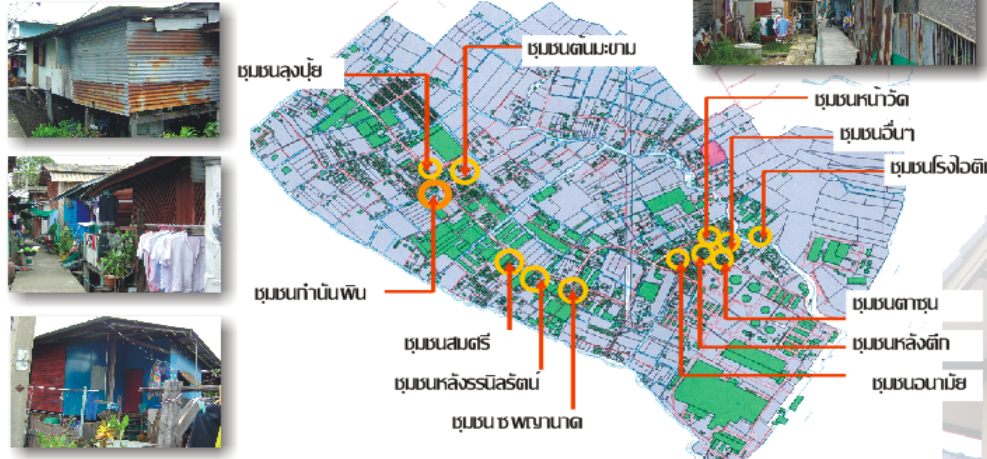 ชุมชนต้นมะขาม
ชุมชนลุงปุ้ย
ชุมชนหน้าวัด
ชุมชนอื่นๆ
ชุมชนโรงไอติม
ชุมชนกำนันพิน
ชุมชนตาชุน
ชุมชนสมศรี
ชุมชนหลังตึก
ชุมชนหลังรรนิลรัตน์
ชุมชนอนามัย
ชุมชน ซ พญานาค